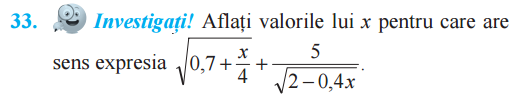 33. Investigați! Aflați valorile lui x pentru care are
sens expresia √(0,7 + x/4) + 5/√(2 − 0,4x).